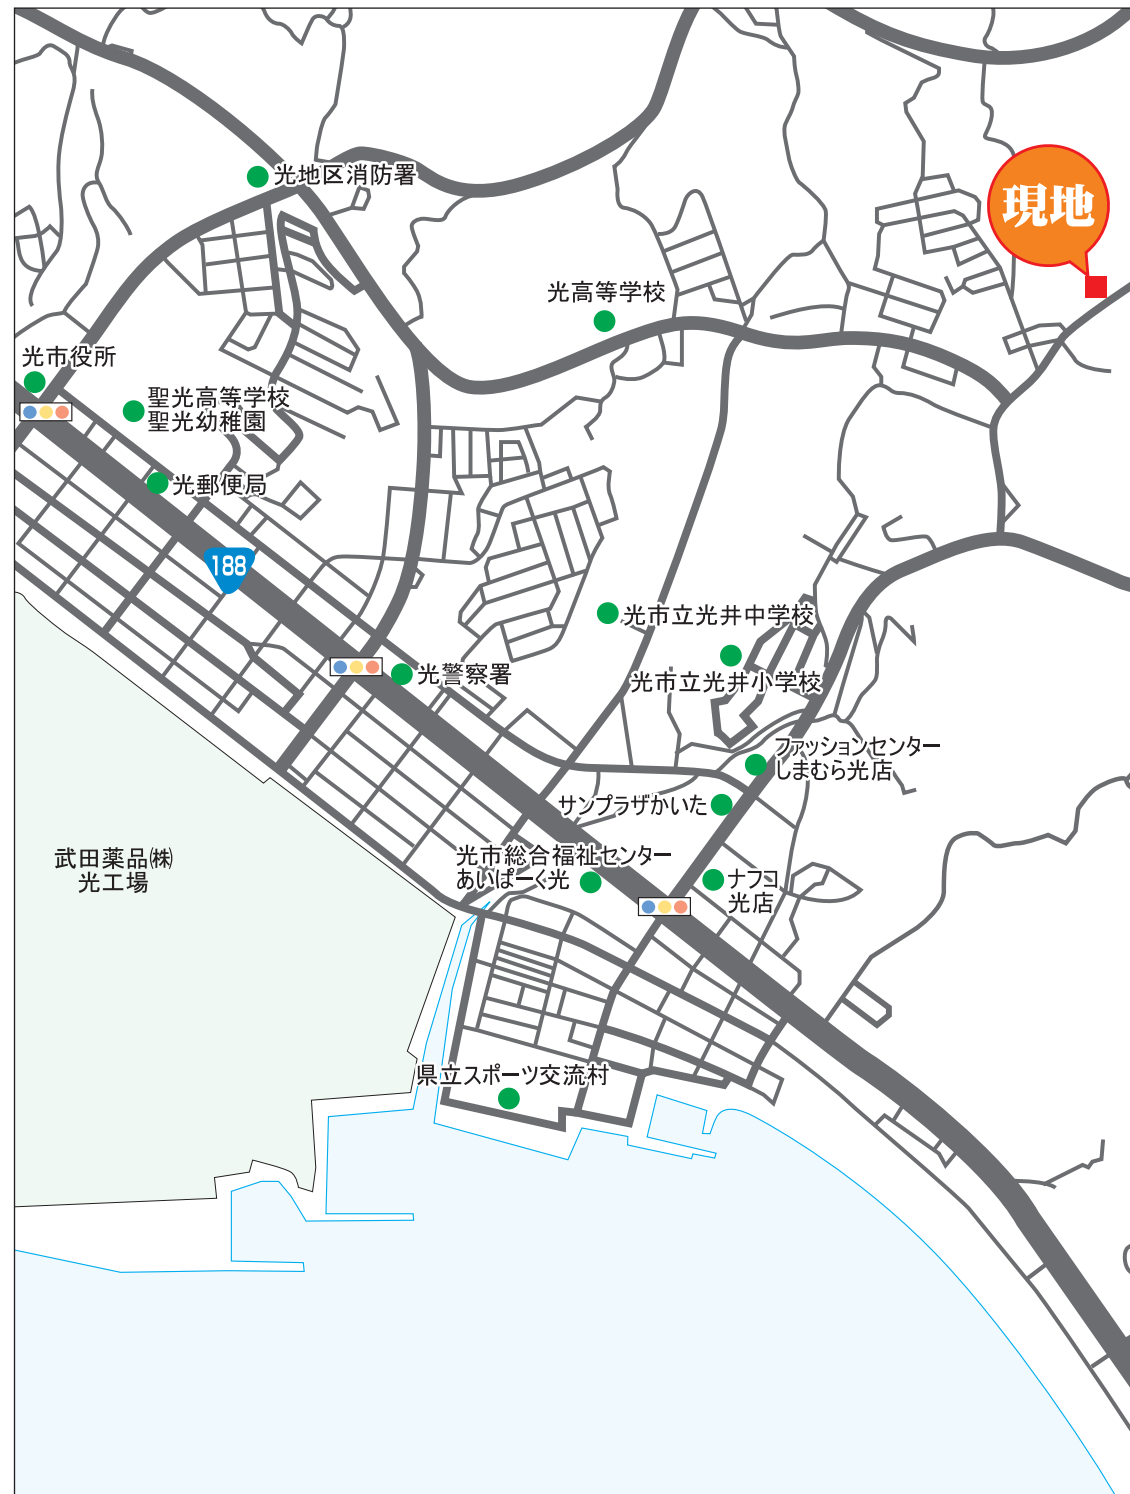 光地区消防署
現地
光高等学校
光市役所
聖光高等学校
聖光幼稚園
光郵便局
188
光市立光井中学校
光警察署
光市立光井小学校
ファッションセンター
しまむら光店
サンプラザかいた
武田薬品㈱
光工場
光市総合福祉センター
あいぱーく光
ナフコ
光店
県立スポーツ交流村